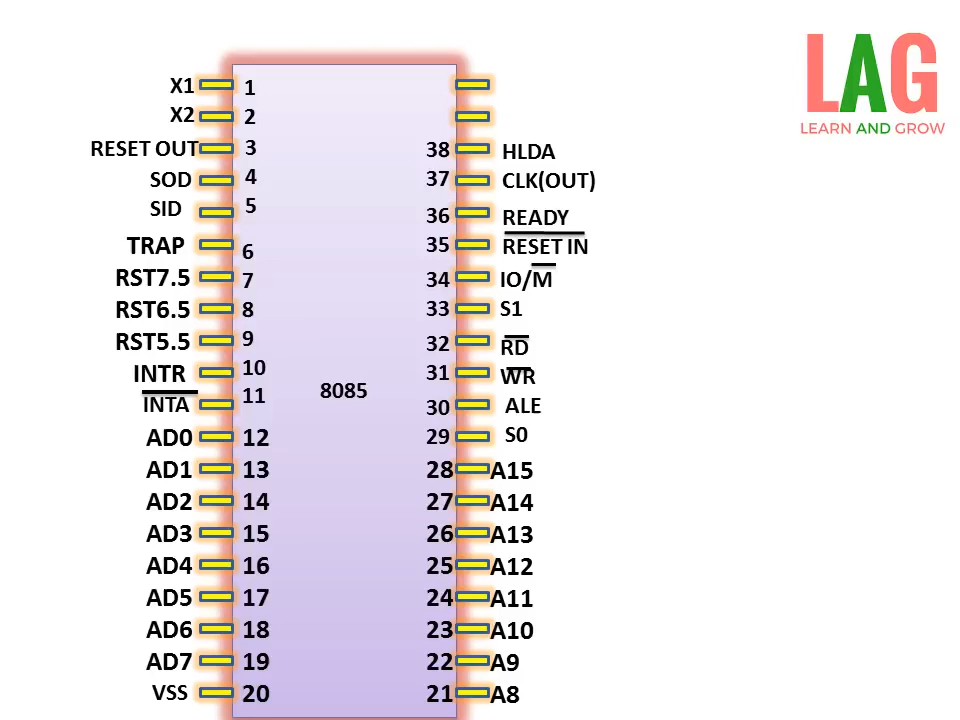 LAG
LEARN AND GROW
X1 1
X2 2
RESET OUT 3 38 HLDA
SOD 4 37 CLK(OUT)
SID 5 36 READY
TRAP 6 35 RESET IN
RST7.5 7 34 IO/M
RST6.5 8 33 S1
RST5.5 9 32 RD
INTR 10 31 WR
8085
INTA 11 30 ALE
AD0 12 29 S0
AD1 13 28 A15
AD2 14 27 A14
AD3 15 26 A13
AD4 16 25 A12
AD5 17 24 A11
AD6 18 23 A10
AD7 19 22 A9
VSS 20 21 A8